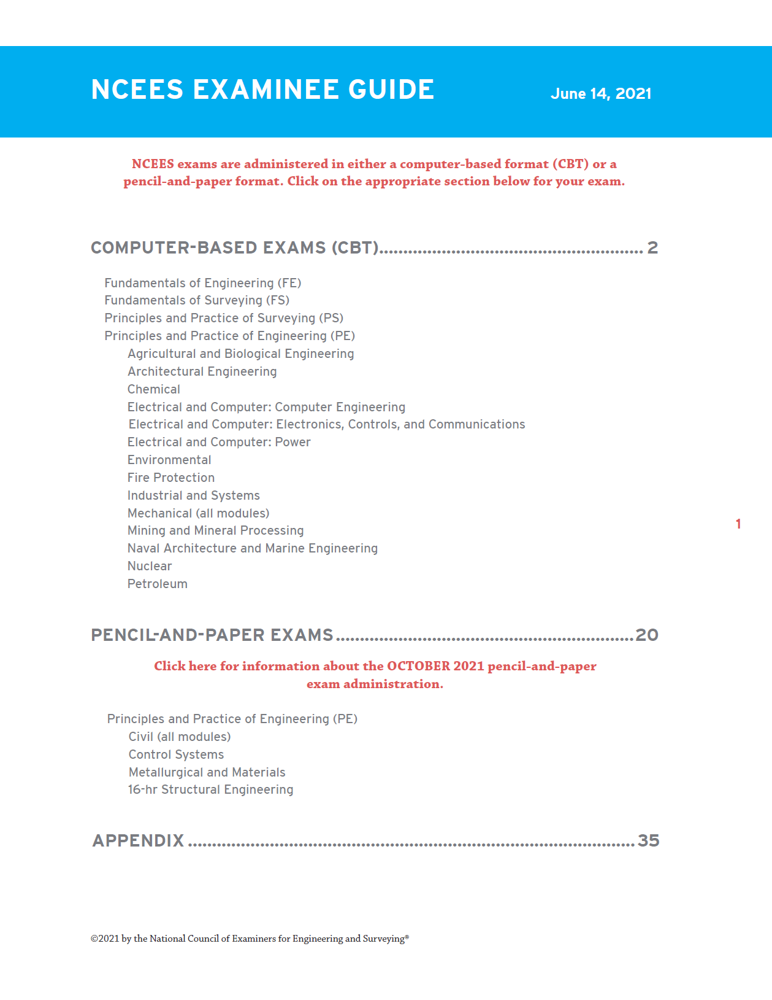 NCEES EXAMINEE GUIDE June 14, 2021
NCEES exams are administered in either a computer-based format (CBT) or a
pencil-and-paper format. Click on the appropriate section below for your exam.
COMPUTER-BASED EXAMS (CBT)....................................................... 2
Fundamentals of Engineering (FE)
Fundamentals of Surveying (FS)
Principles and Practice of Surveying (PS)
Principles and Practice of Engineering (PE)
Agricultural and Biological Engineering
Architectural Engineering
Chemical
Electrical and Computer: Computer Engineering
Electrical and Computer: Electronics, Controls, and Communications
Electrical and Computer: Power
Environmental
Fire Protection
Industrial and Systems
Mechanical (all modules)
1
Mining and Mineral Processing
Naval Architecture and Marine Engineering
Nuclear
Petroleum
PENCIL-AND-PAPER EXAMS..............................................................20
Click here for information about the OCTOBER 2021 pencil-and-paper
exam administration.
Principles and Practice of Engineering (PE)
Civil (all modules)
Control Systems
Metallurgical and Materials
16-hr Structural Engineering
APPENDIX ............................................................................................. 35
©2021 by the National Council of Examiners for Engineering and Surveying®